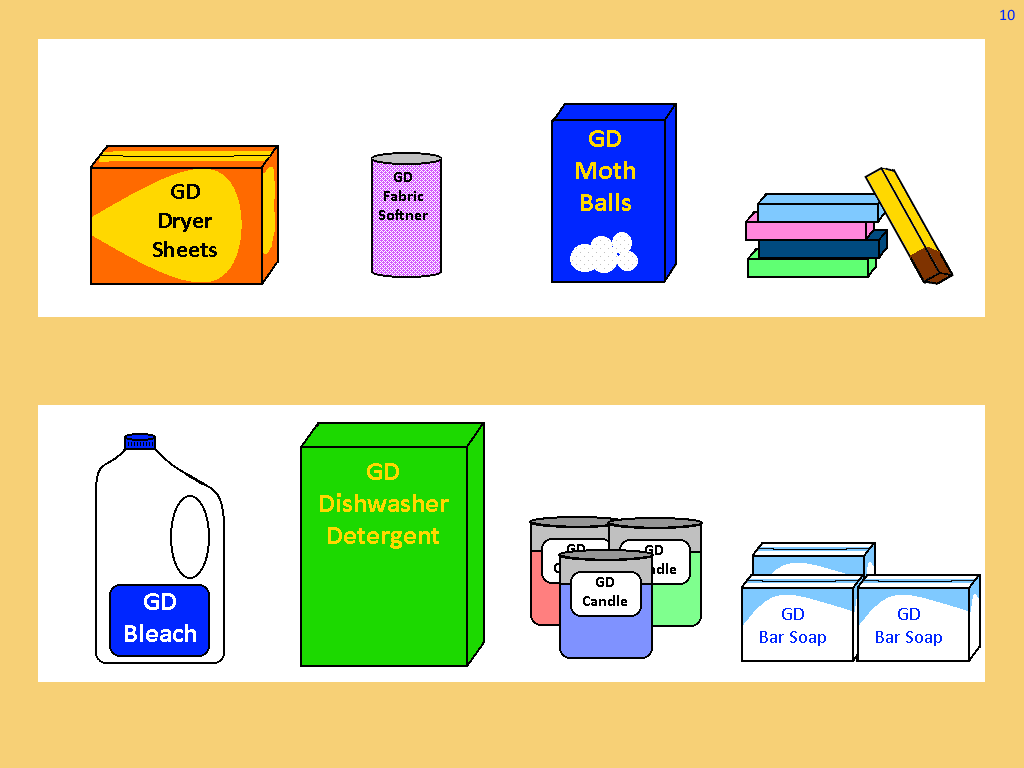 10
GD
Dryer
Sheets
GD
Fabric
Softner
GD
Moth
Balls
GD
Bleach
GD
Dishwasher
Detergent
GD
GD
GD
Candle
GD
Bar Soap
GD
Bar Soap